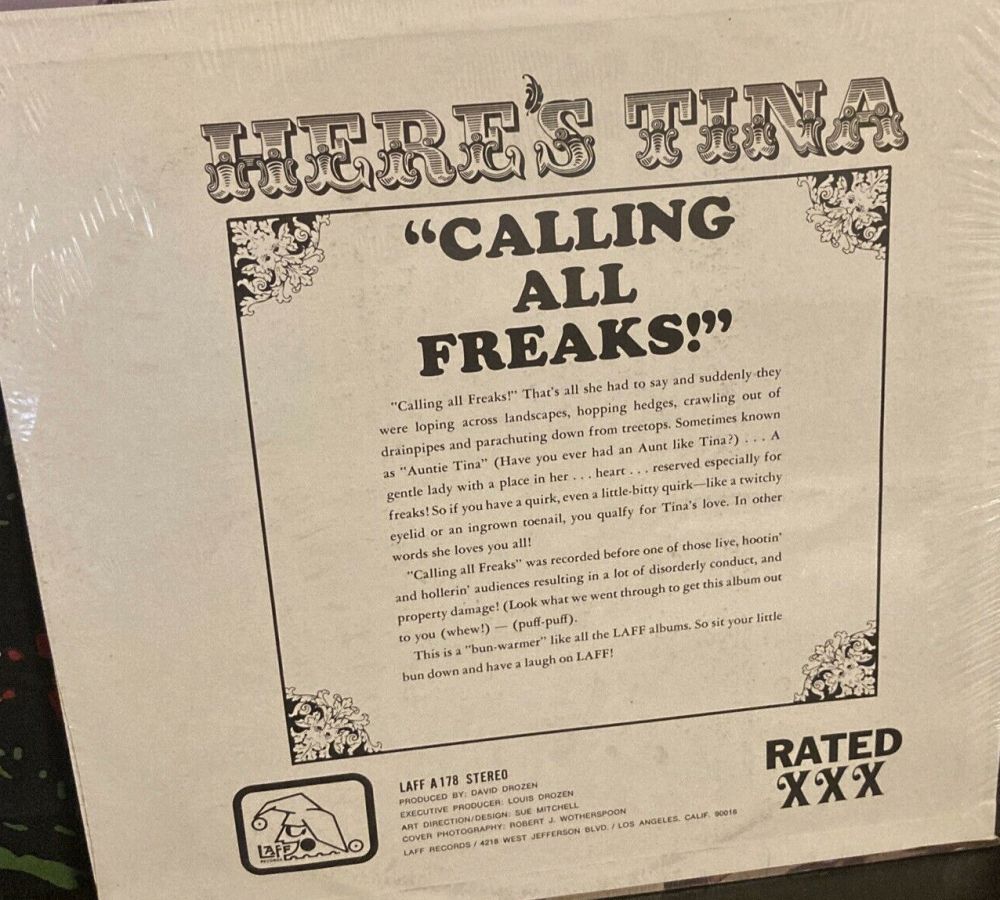 HERE'S TINA
“CALLING
ALL
FREAKS!”
“Calling all Freaks!” That's all she had to say and suddenly they
were loping across landscapes, hopping hedges, crawling out of
drainpipes and parachuting down from treetops. Sometimes known
as “Auntie Tina” (Have you ever had an Aunt like Tina?) . . . A
gentle lady with a place in her . . . heart . . . reserved especially for
freaks! So if you have a quirk, even a little-bitty quirk—like a twitchy
eyelid or an ingrown toenail, you qualfy for Tina's love. In other
words she loves you all!
“Calling all Freaks” was recorded before one of those live, hootin'
and hollerin' audiences resulting in a lot of disorderly conduct, and
property damage! (Look what we went through to get this album out
to you (whew!) — (puff-puff).
This is a “bun-warmer” like all the LAFF albums. So sit your little
bun down and have a laugh on LAFF!
RATED
XXX
LAFF A178 STEREO
PRODUCED BY: DAVID DROZEN
EXECUTIVE PRODUCER: LOUIS DROZEN
ART DIRECTION/DESIGN: SUE MITCHELL
COVER PHOTOGRAPHY: ROBERT J. WOTHERSPOON
LAFF RECORDS / 4218 WEST JEFFERSON BLVD. / LOS ANGELES, CALIF. 90016
LAFF
RECORDS